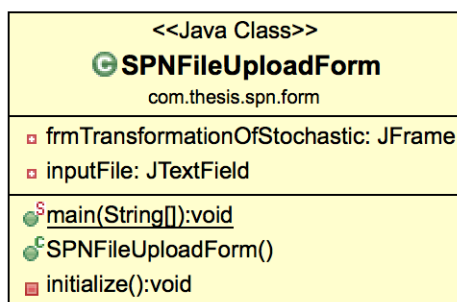 <<Java Class>>
SPNFileUploadForm
com.thesis.spn.form
frmTransformationOfStochastic: JFrame
inputFile: JTextField
main(String[]):void
SPNFileUploadForm()
initialize():void